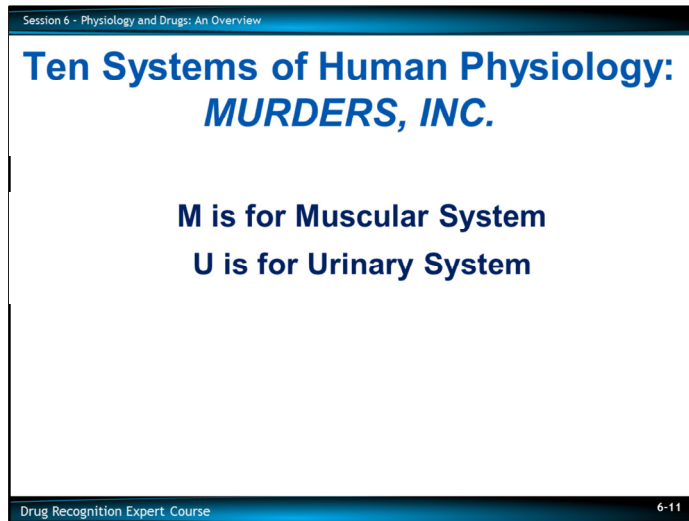 Session 6 - Physiology and Drugs: An Overview
Ten Systems of Human Physiology:
MURDERS, INC.
M is for Muscular System
U is for Urinary System
Drug Recognition Expert Course
6-11